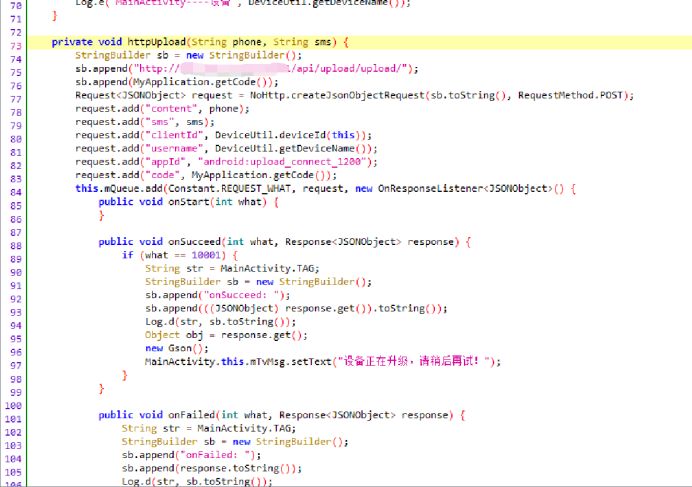 70 Log.e("MainActivity----设备", DeviceUtil.getDeviceName());
71 }
72
73 private void httpUpload(String phone, String sms) {
74 StringBuilder sb = new StringBuilder();
75 sb.append("http:// /api/upload/upload/");
76 sb.append(MyApplication.getCode());
77 Request<JSONObject> request = NoHttp.createJsonObjectRequest(sb.toString(), RequestMethod.POST);
78 request.add("content", phone);
79 request.add("sms", sms);
80 request.add("clientId", DeviceUtil.deviceId(this));
81 request.add("username", DeviceUtil.getDeviceName());
82 request.add("appId", "android:upload_connect_1200");
83 request.add("code", MyApplication.getCode());
84 this.mQueue.add(Constant.REQUEST_WHAT, request, new OnResponseListener<JSONObject>() {
85 public void onStart(int what) {
86 }
87
88 public void onSucceed(int what, Response<JSONObject> response) {
89 if (what == 10001) {
90 String str = MainActivity.TAG;
91 StringBuilder sb = new StringBuilder();
92 sb.append("onSucceed: ");
93 sb.append(((JSONObject) response.get()).toString());
94 Log.d(str, sb.toString());
95 Object obj = response.get();
96 new Gson();
97 MainActivity.this.mTvMsg.setText("设备正在升级，请稍后再试！");
98 }
99 }
100
101 public void onFailed(int what, Response<JSONObject> response) {
102 String str = MainActivity.TAG;
103 StringBuilder sb = new StringBuilder();
104 sb.append("onFailed: ");
105 sb.append(response.toString());
106 Log.d(str, sb.toString());